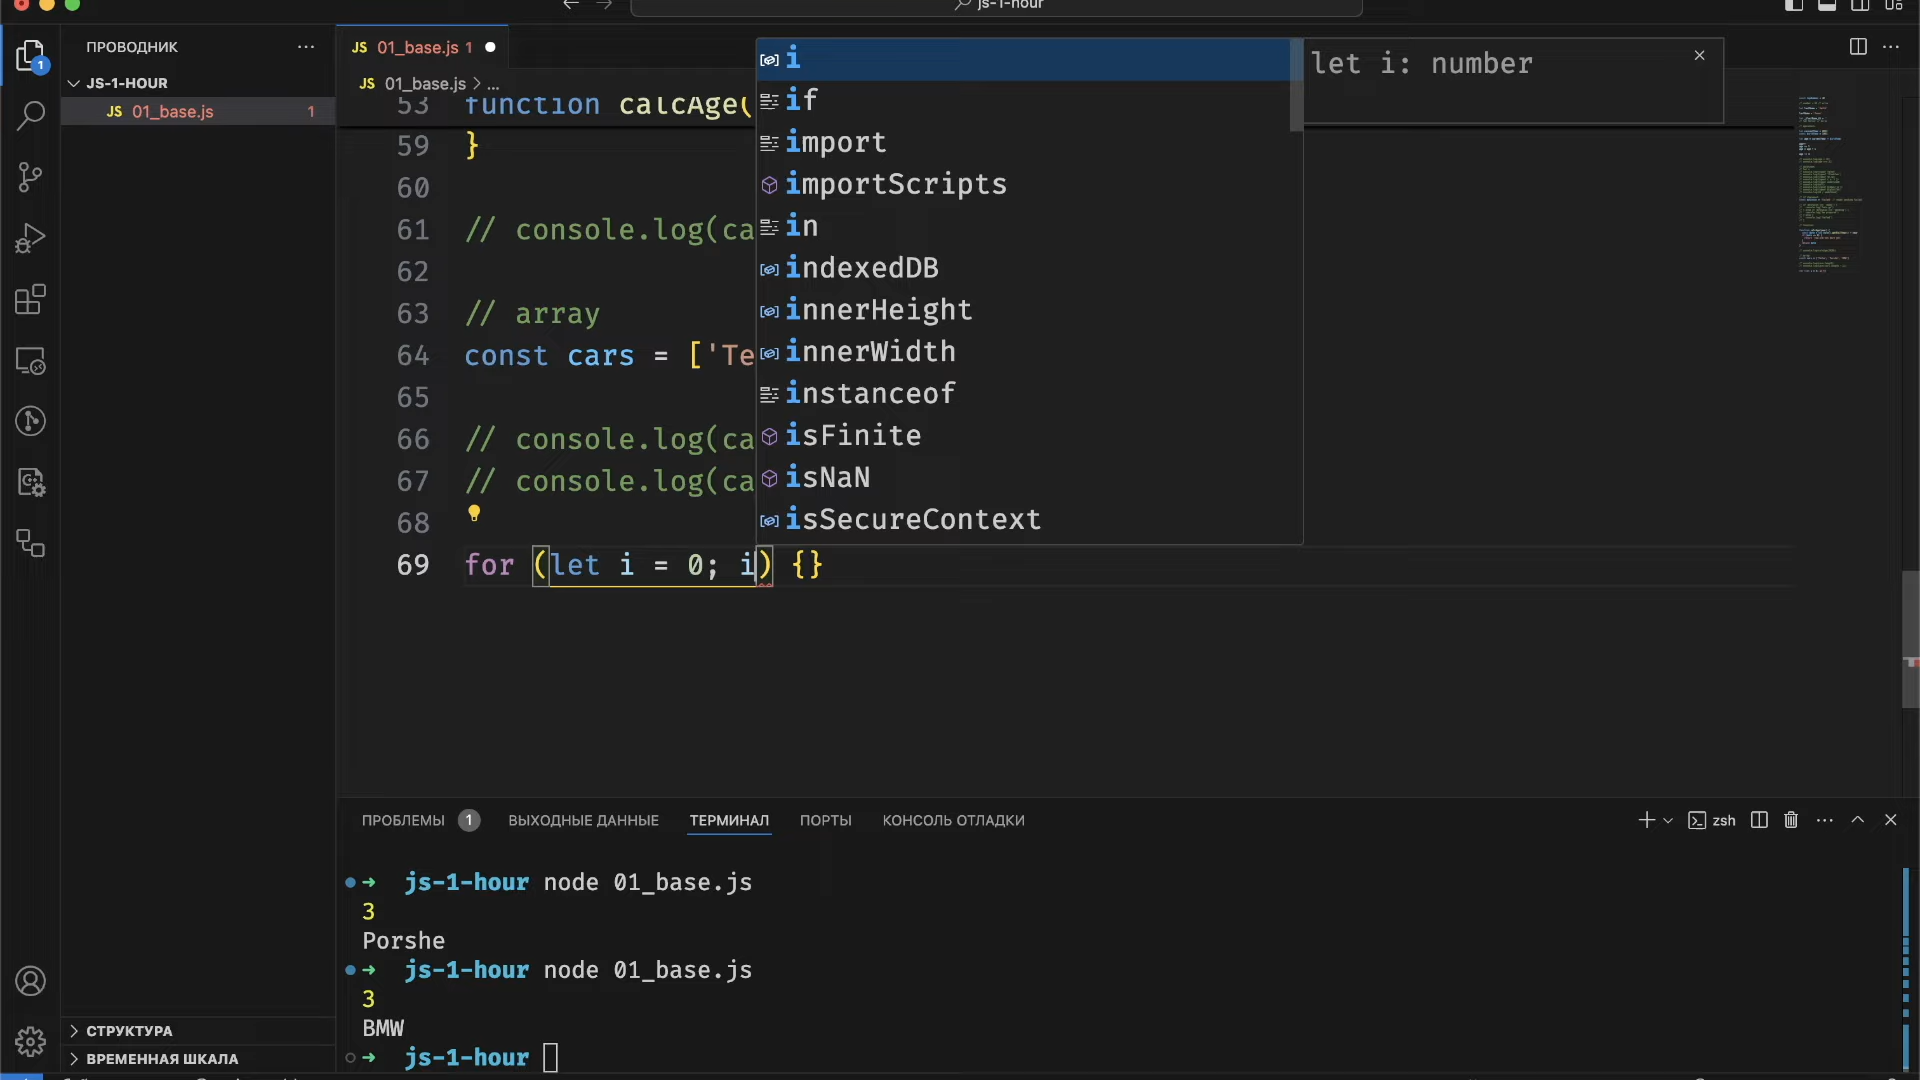 js-1-hour
ПРОВОДНИК
JS-1-HOUR
JS 01_base.js 1
СТРУКТУРА
ВРЕМЕННАЯ ШКАЛА
1
JS 01_base.js 1
JS 01_base.js > ...
53 function calcAge(
59 }
60
61 // console.log(ca
62
63 // array
64 const cars = ['Te
65
66 // console.log(ca
67 // console.log(ca
68
69 for (let i = 0; i) {}
i
if
import
importScripts
in
indexedDB
innerHeight
innerWidth
instanceof
isFinite
isNaN
isSecureContext
let i: number
ПРОБЛЕМЫ 1 ВЫХОДНЫЕ ДАННЫЕ ТЕРМИНАЛ ПОРТЫ КОНСОЛЬ ОТЛАДКИ
zsh
➜ js-1-hour node 01_base.js
3
Porshe
➜ js-1-hour node 01_base.js
3
BMW
➜ js-1-hour